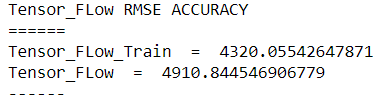 Tensor_FLow RMSE ACCURACY
======
Tensor_FLow_Train  =  4320.05542647871
Tensor_FLow  =  4910.844546906779
------